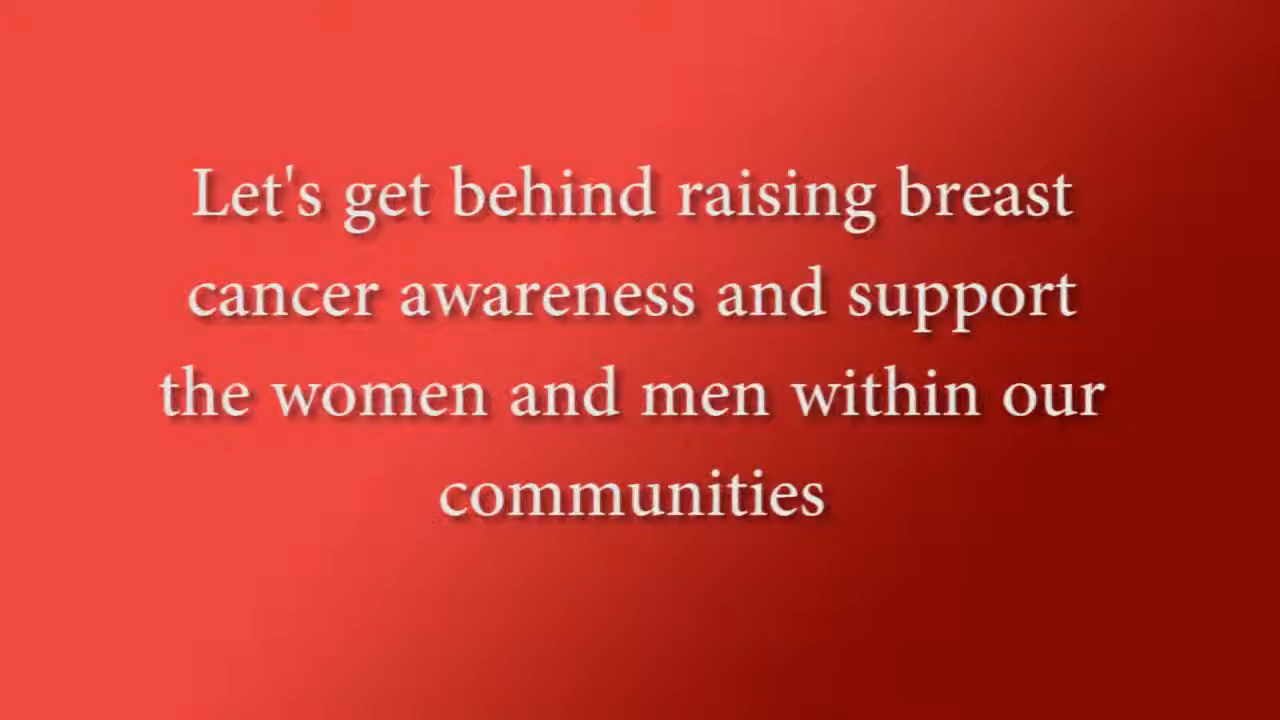 Let's get behind raising breast
cancer awareness and support
the women and men within our
communities